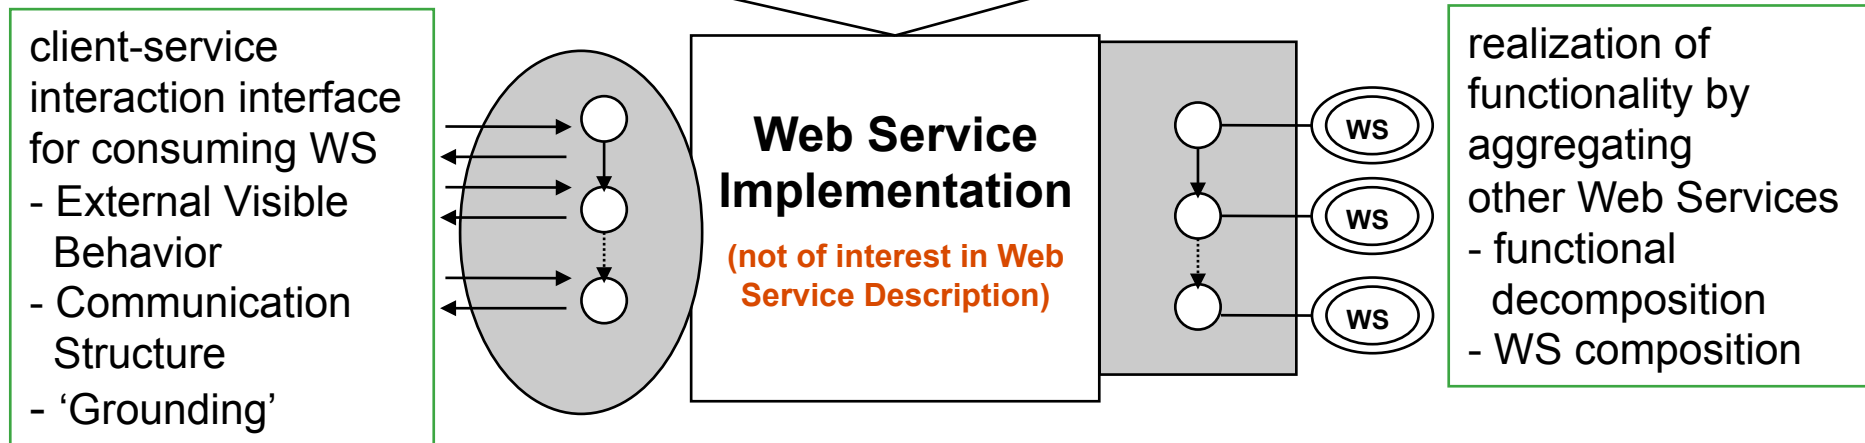 client-service
interaction interface
for consuming WS
- External Visible
Behavior
- Communication
Structure
- ‘Grounding’
Web Service
Implementation
(not of interest in Web
Service Description)
WS
WS
WS
realization of
functionality by
aggregating
other Web Services
- functional
decomposition
- WS composition